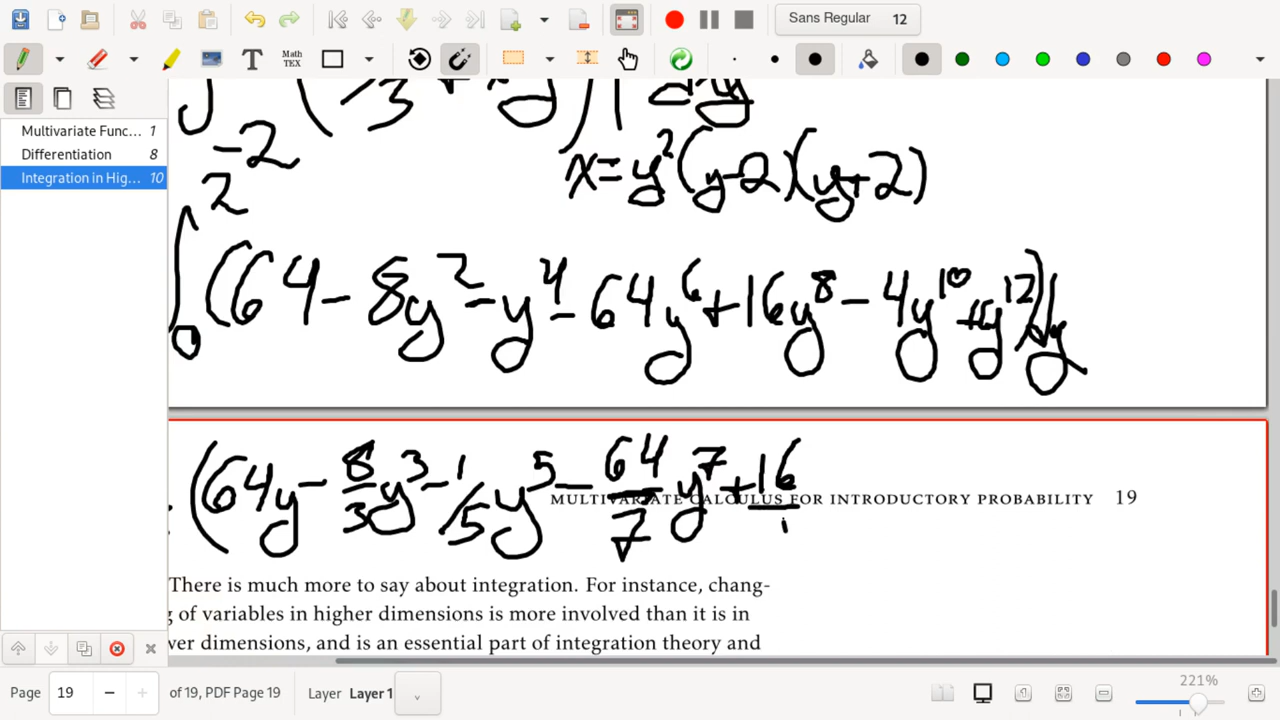 Sans Regular 12
Math
TEX
Multivariate Func... 1
Differentiation 8
Integration in Hig... 10
-2
x=y²(y-2)(y+2)
2
∫(64-8y²-y⁴-64y⁶+16y⁸-4y¹⁰+y¹²)dy
0
(64y-8/3y³-1/5y⁵-64/7y⁷+16/
MULTIVARIATE CALCULUS FOR INTRODUCTORY PROBABILITY 19
There is much more to say about integration. For instance, chang-
of variables in higher dimensions is more involved than it is in
ver dimensions, and is an essential part of integration theory and
Page 19 of 19, PDF Page 19 Layer Layer 1 221%